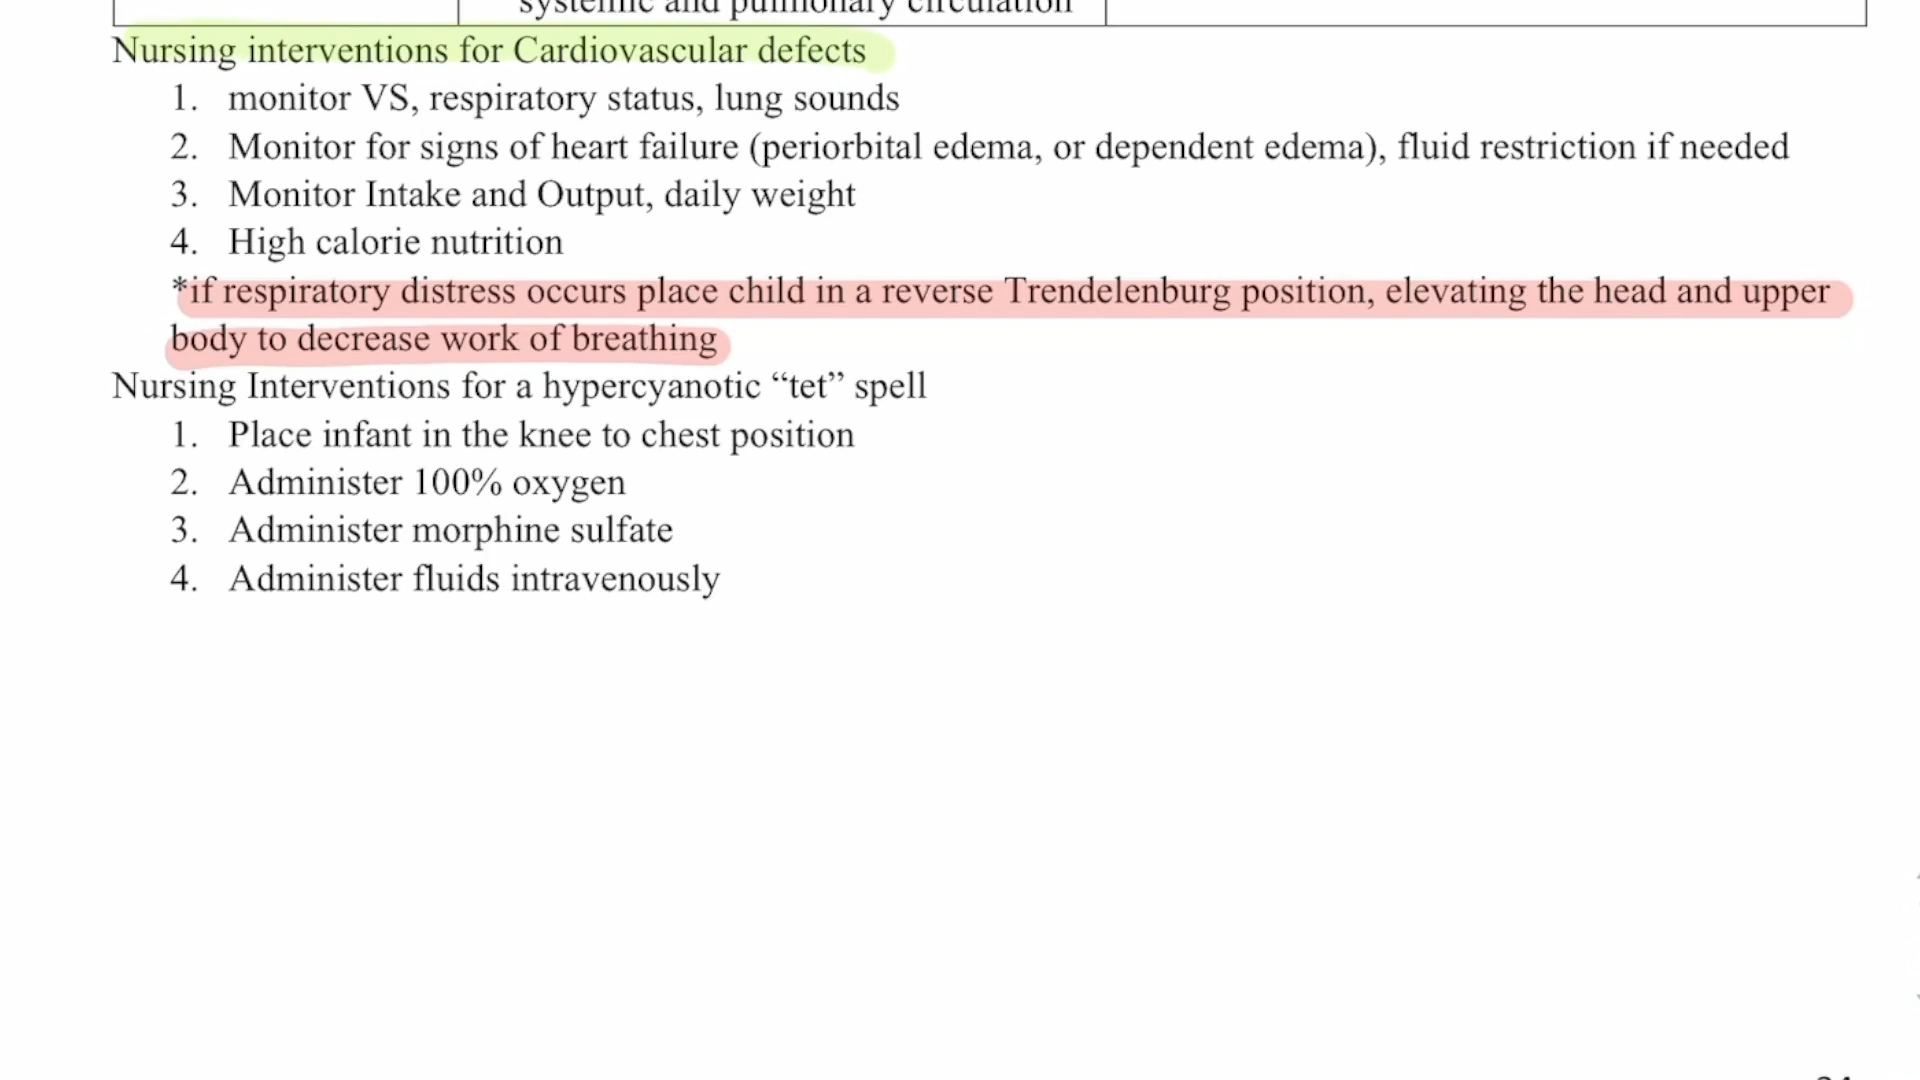 systemic and pulmonary circulation
Nursing interventions for Cardiovascular defects
1. monitor VS, respiratory status, lung sounds
2. Monitor for signs of heart failure (periorbital edema, or dependent edema), fluid restriction if needed
3. Monitor Intake and Output, daily weight
4. High calorie nutrition
*if respiratory distress occurs place child in a reverse Trendelenburg position, elevating the head and upper
body to decrease work of breathing
Nursing Interventions for a hypercyanotic “tet” spell
1. Place infant in the knee to chest position
2. Administer 100% oxygen
3. Administer morphine sulfate
4. Administer fluids intravenously